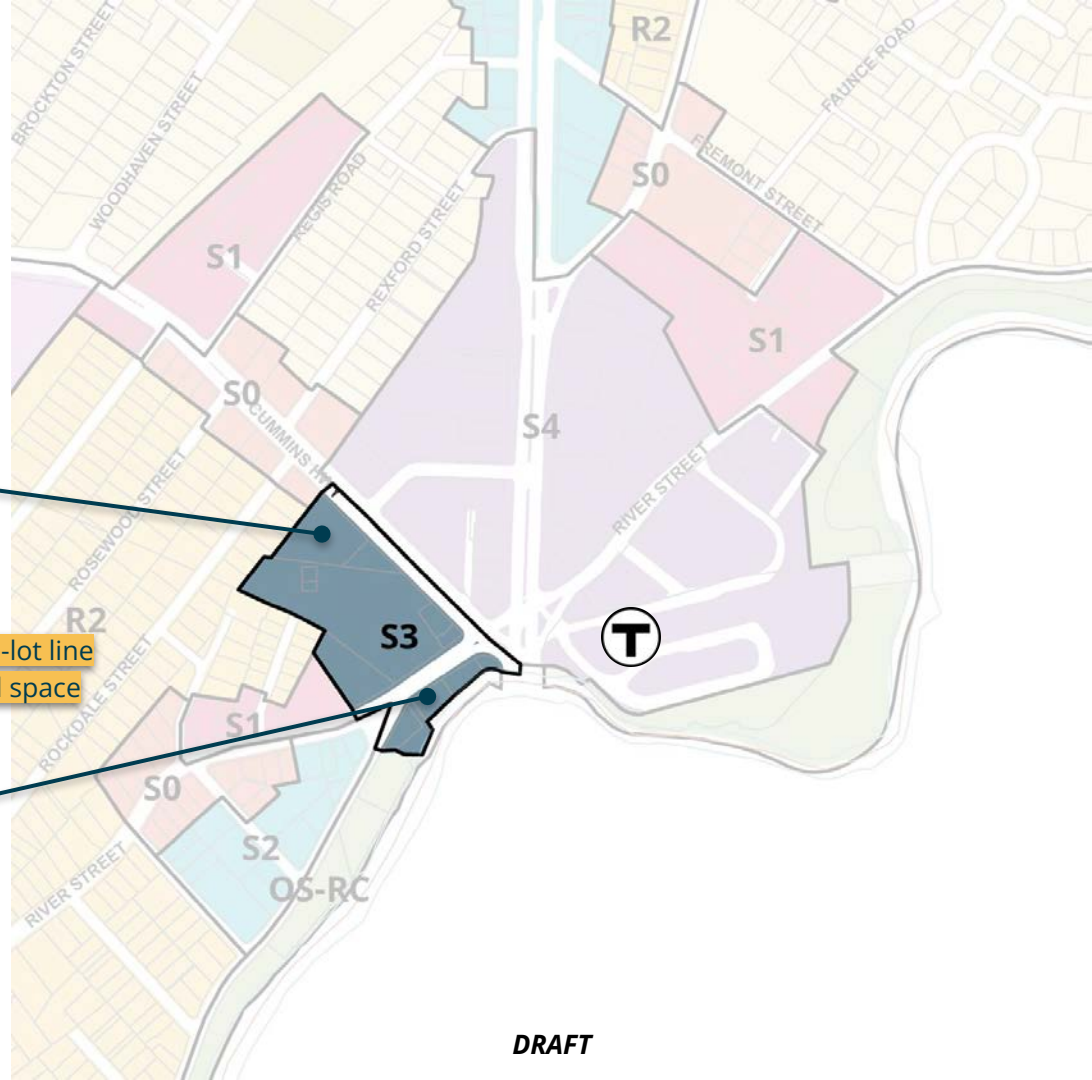 R2
BROCKTON STREET
WOODHAVEN STREET
FAUNCE ROAD
FREMONT STREET
S0
REGIS ROAD
REXFORD STREET
S1
S1
S0
CUMMINS
S4
RIVER STREET
ROSEWOOD STREET
R2
S3
T
-lot line
space
ROCKDALE STREET
S1
S0
S2
OS-RC
RIVER STREET
DRAFT